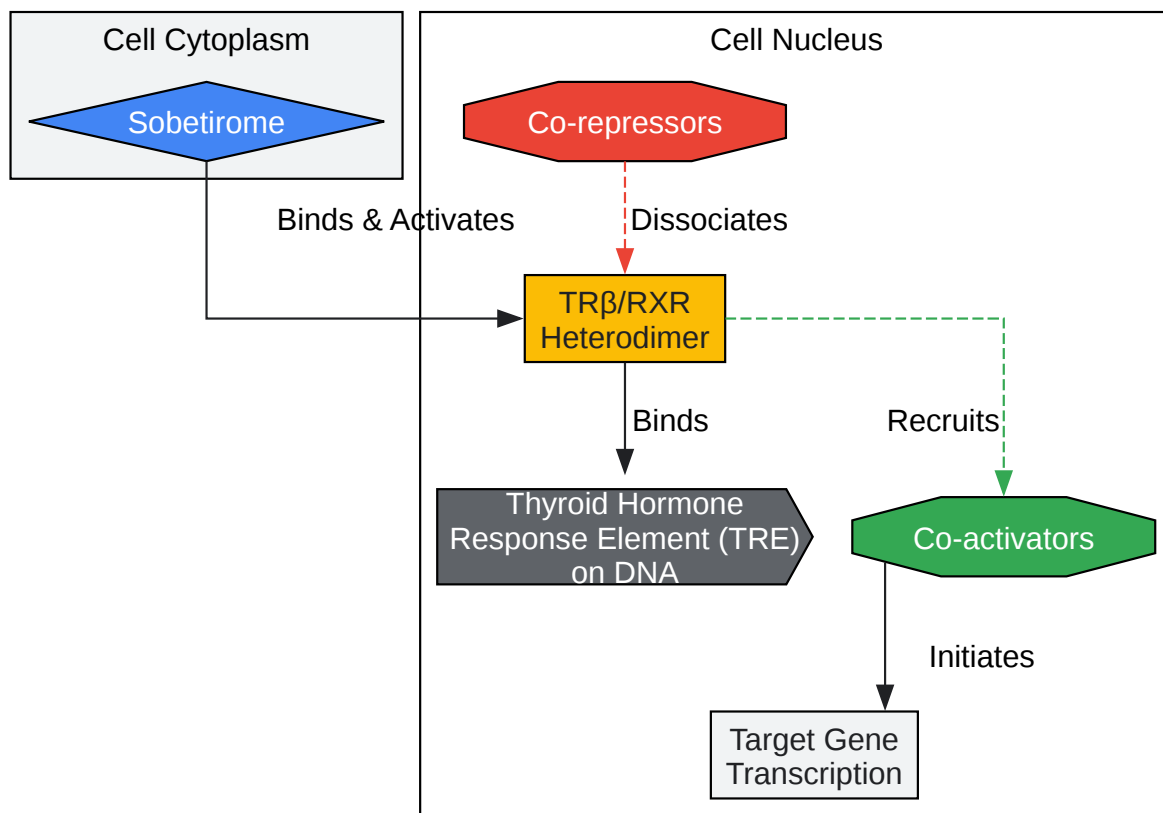 Cell Cytoplasm
Cell Nucleus
Sobetirome
Co-repressors
Binds & Activates
Dissociates
TRβ/RXR
Heterodimer
Binds
Recruits
Thyroid Hormone
Response Element (TRE)
on DNA
Co-activators
Initiates
Target Gene
Transcription